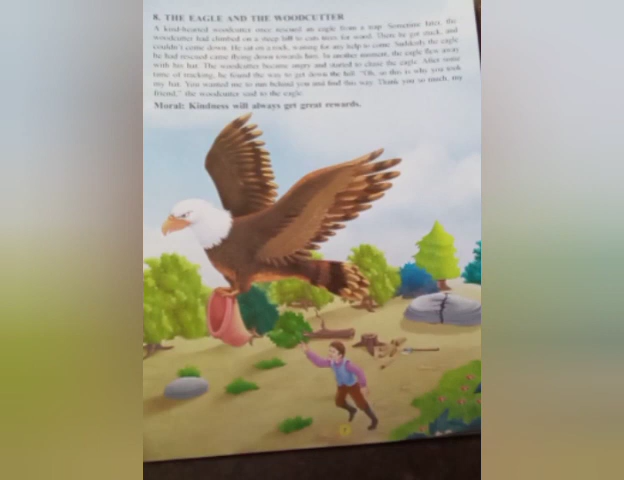 8. THE EAGLE AND THE WOODCUTTER
A kind-hearted woodcutter once rescued an eagle from a trap. Sometime later, the
woodcutter had climbed on a steep hill to cut trees for wood. There he got stuck, and
couldn't come down. He sat on a rock, waiting for any help to come. Suddenly the eagle
he had rescued came flying down towards him. In another moment, the eagle flew away
with his hat. The woodcutter became angry and started to chase the eagle. After some
time of tracking, he found the way to get down the hill. "Oh, so this is why you took
my hat. You wanted me to run behind you and find this way. Thank you so much, my
friend," the woodcutter said to the eagle.
Moral: Kindness will always get great rewards.